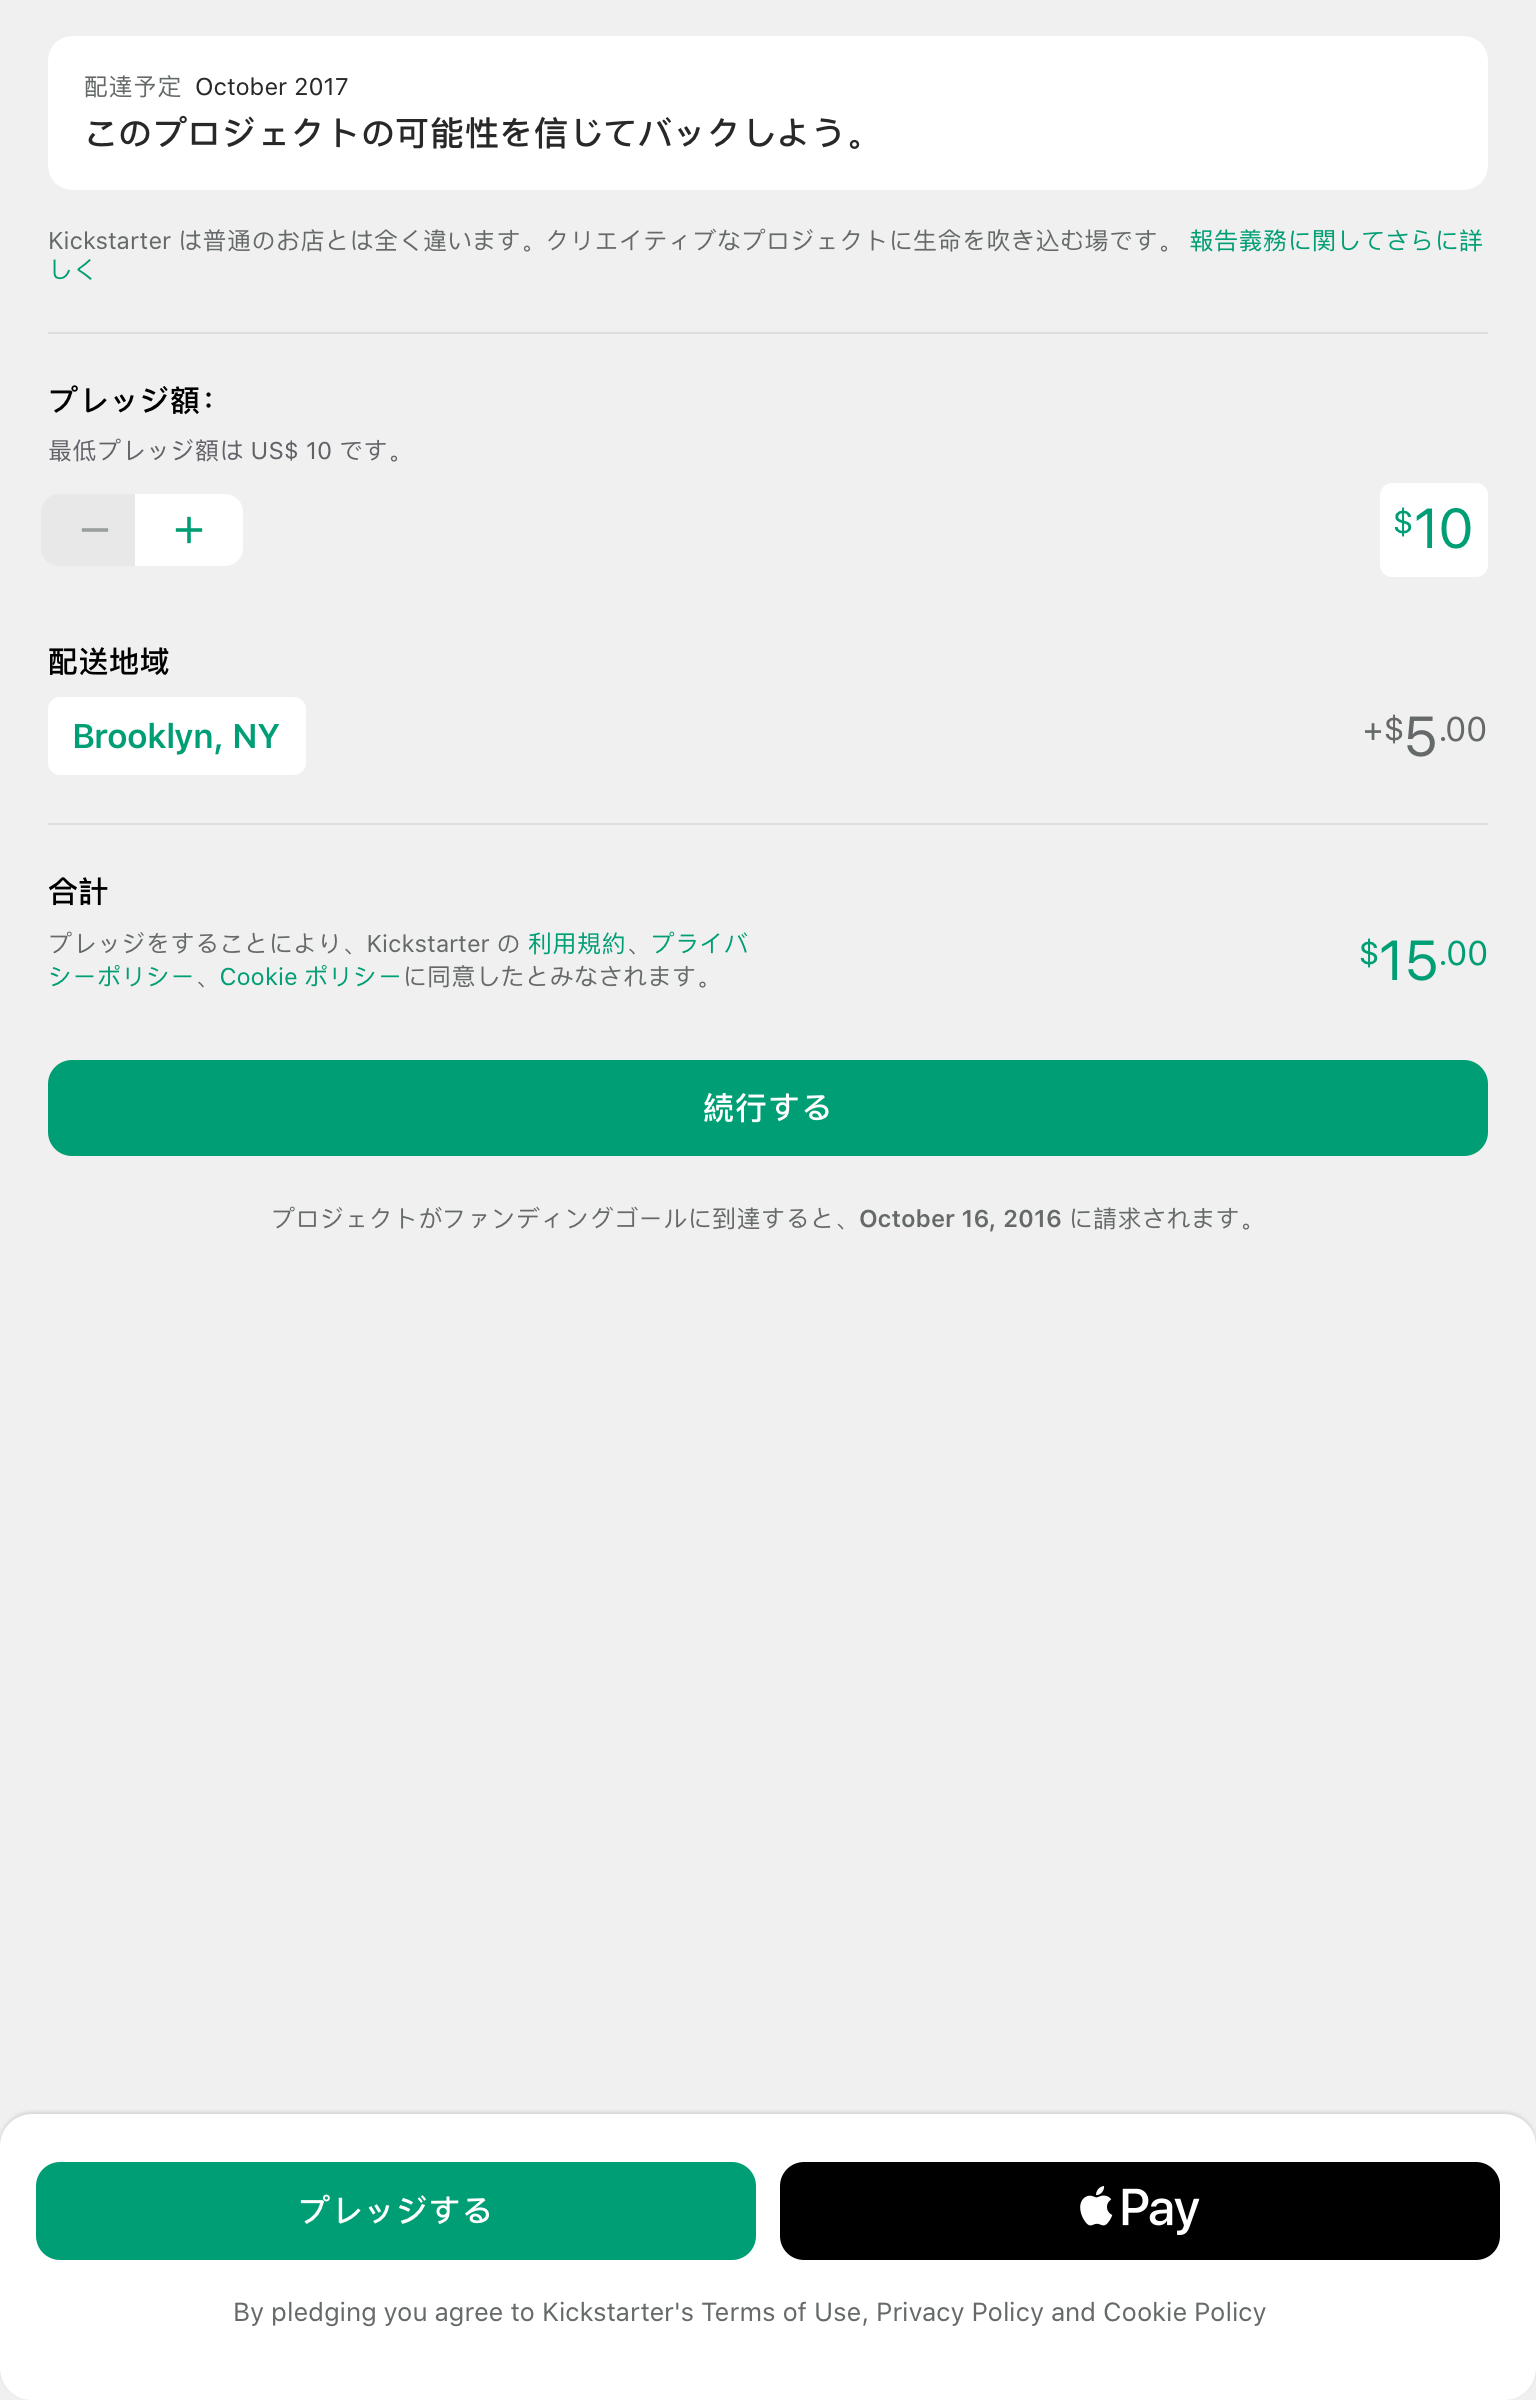 配達予定 October 2017
このプロジェクトの可能性を信じてバックしよう。
Kickstarter は普通のお店とは全く違います。クリエイティブなプロジェクトに生命を吹き込む場です。 報告義務に関してさらに詳
しく
プレッジ額：
最低プレッジ額は US$ 10 です。
− +
$10
配送地域
Brooklyn, NY
+$5.00
合計
プレッジをすることにより、Kickstarter の 利用規約、プライバ
シーポリシー、Cookie ポリシーに同意したとみなされます。
$15.00
続行する
プロジェクトがファンディングゴールに到達すると、October 16, 2016 に請求されます。
プレッジする
Pay
By pledging you agree to Kickstarter's Terms of Use, Privacy Policy and Cookie Policy